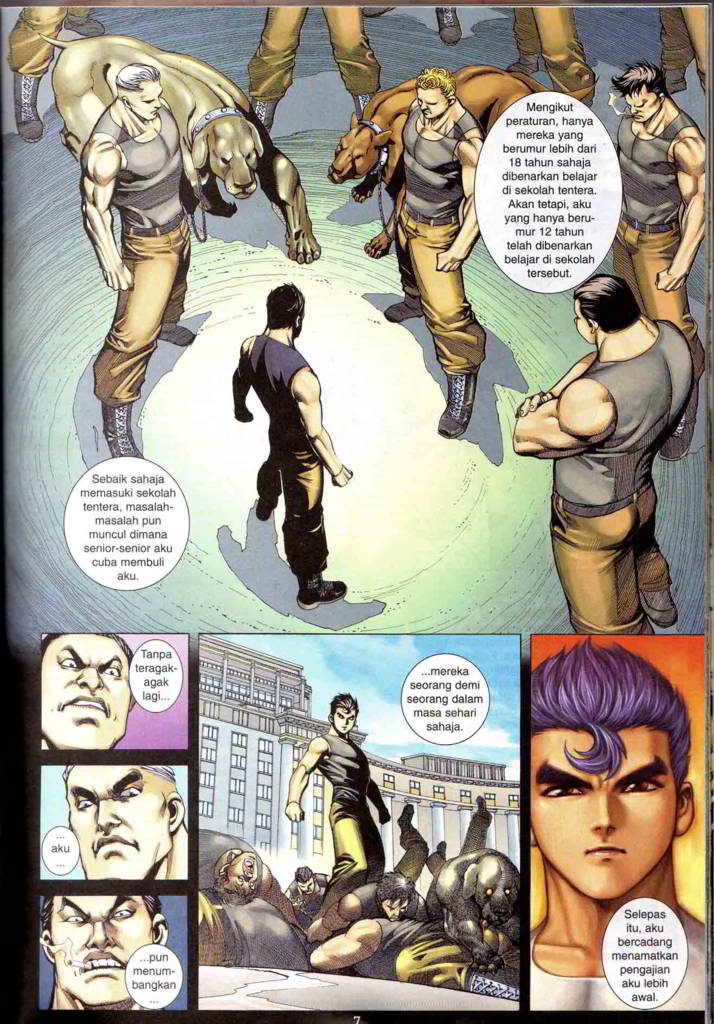 Mengikut
peraturan, hanya
mereka yang
berumur lebih dari
18 tahun sahaja
dibenarkan belajar
di sekolah tentera.
Akan tetapi, aku
yang hanya beru-
mur 12 tahun
telah dibenarkan
belajar di sekolah
tersebut.
Sebaik sahaja
memasuki sekolah
tentera, masalah-
masalah pun
muncul dimana
senior-senior aku
cuba membuli
aku.
Tanpa
teragak-
agak
lagi...
...
aku
...
...pun
menum-
bangkan
...
...mereka
seorang demi
seorang dalam
masa sehari
sahaja.
Selepas
itu, aku
bercadang
menamatkan
pengajian
aku lebih
awal.
7